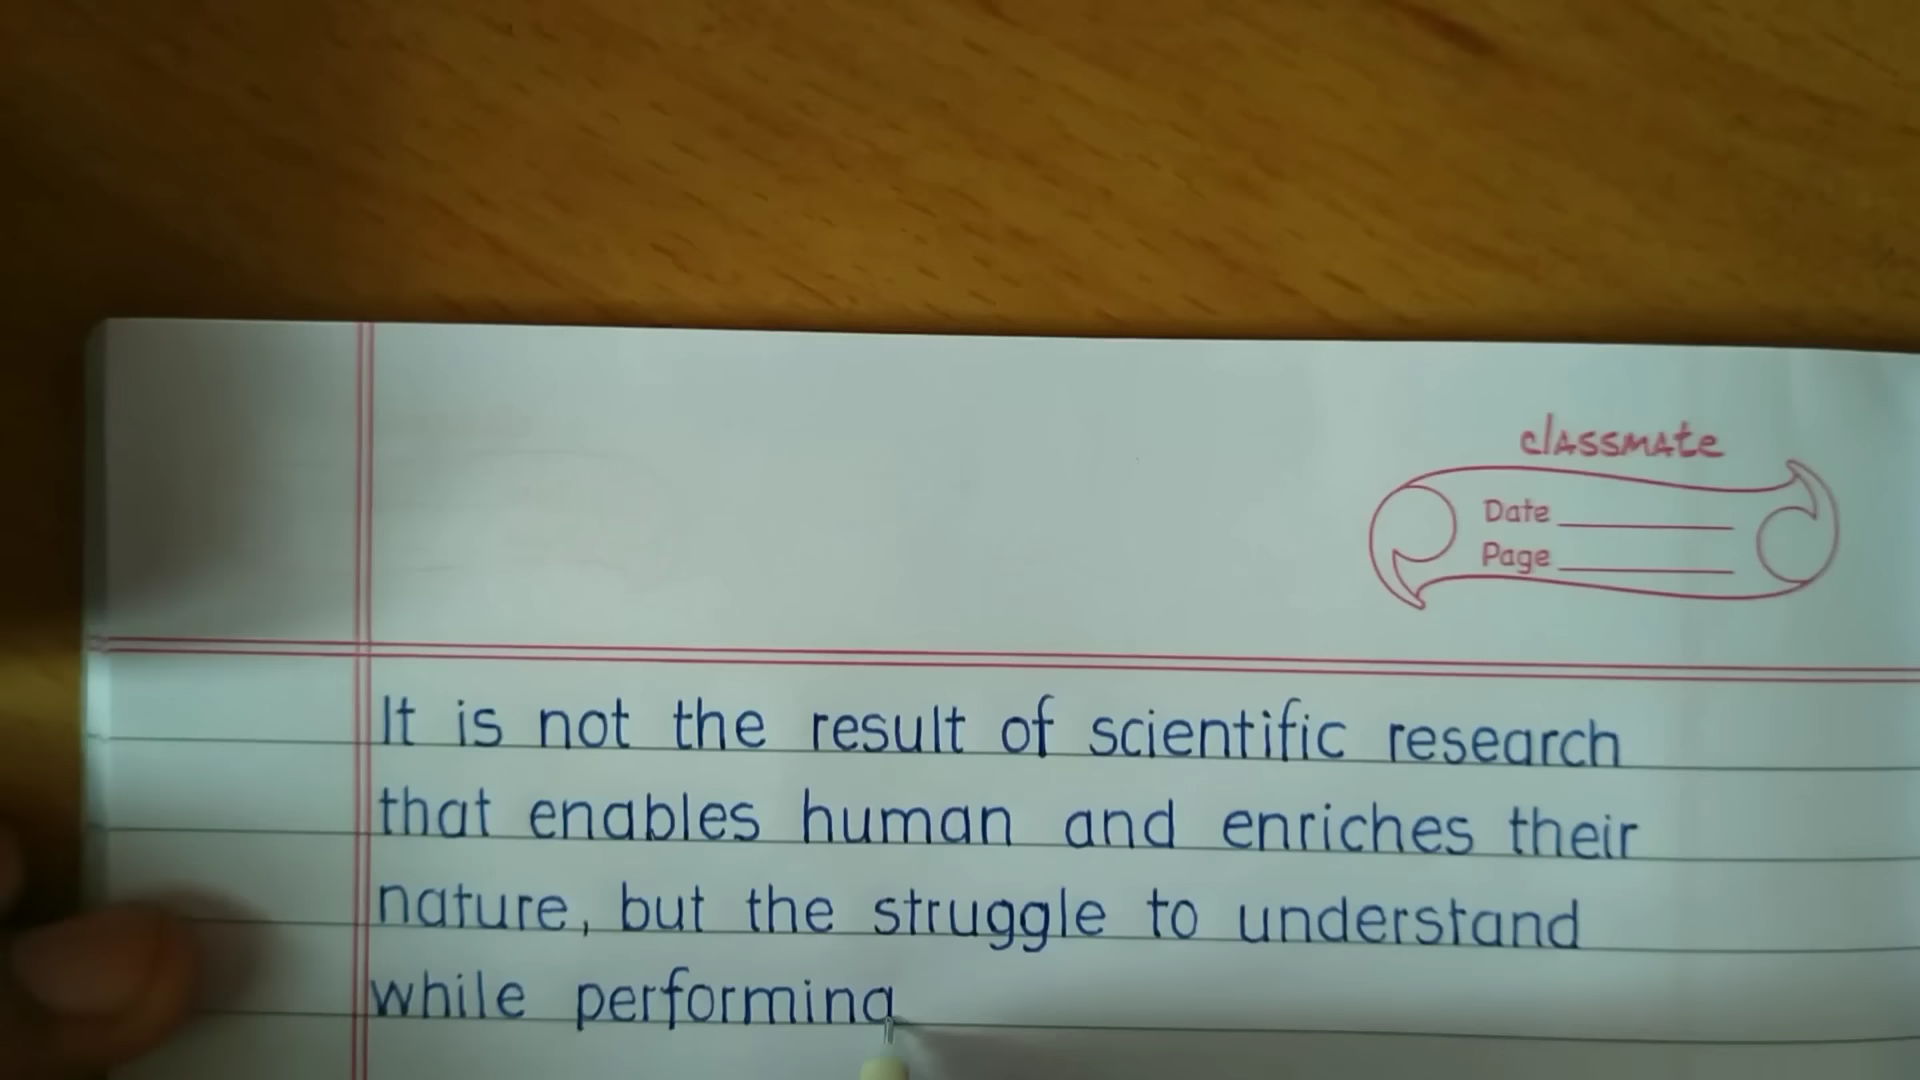 classmate
Date
Page
It is not the result of scientific research
that enables human and enriches their
nature, but the struggle to understand
while performing